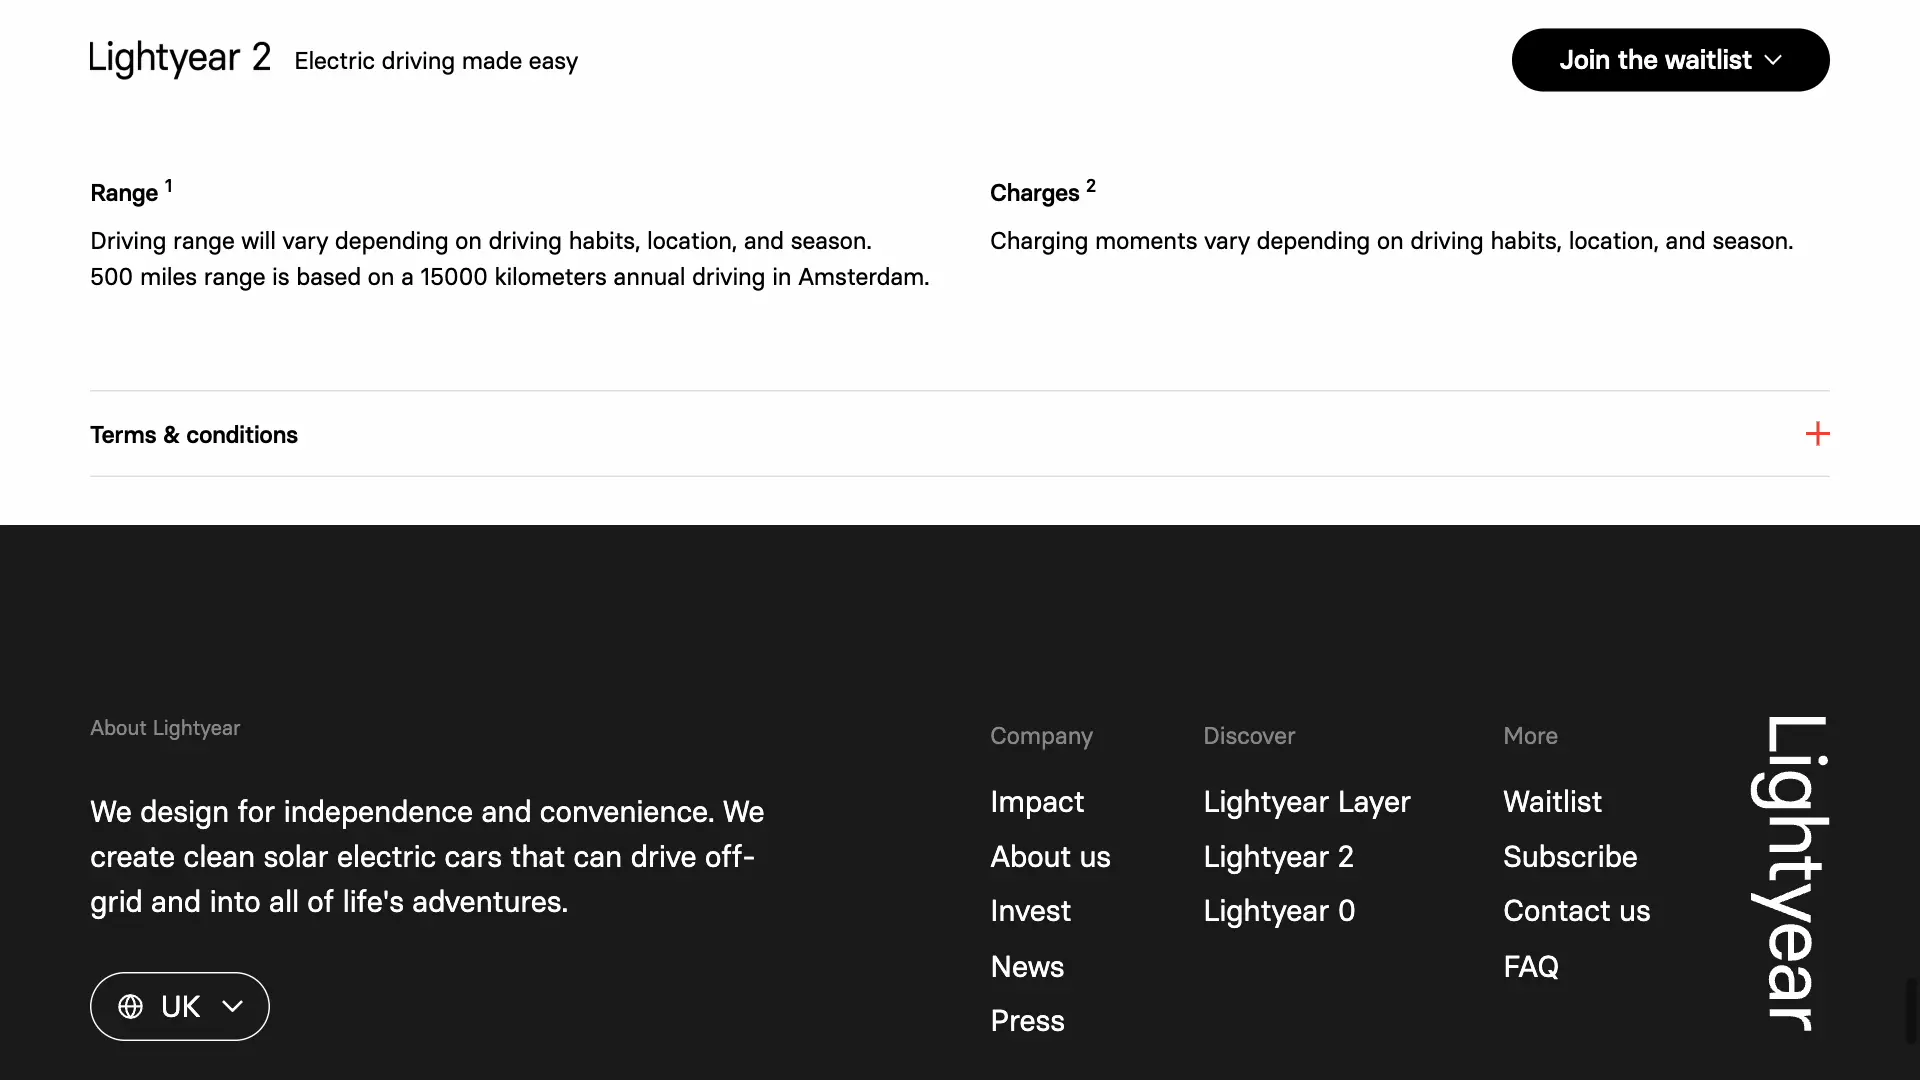 Lightyear 2 Electric driving made easy
Join the waitlist
Range 1
Driving range will vary depending on driving habits, location, and season.
500 miles range is based on a 15000 kilometers annual driving in Amsterdam.
Charges 2
Charging moments vary depending on driving habits, location, and season.
Terms & conditions
About Lightyear
We design for independence and convenience. We
create clean solar electric cars that can drive off-
grid and into all of life's adventures.
UK
Company
Impact
About us
Invest
News
Press
Discover
Lightyear Layer
Lightyear 2
Lightyear 0
More
Waitlist
Subscribe
Contact us
FAQ
Lightyear